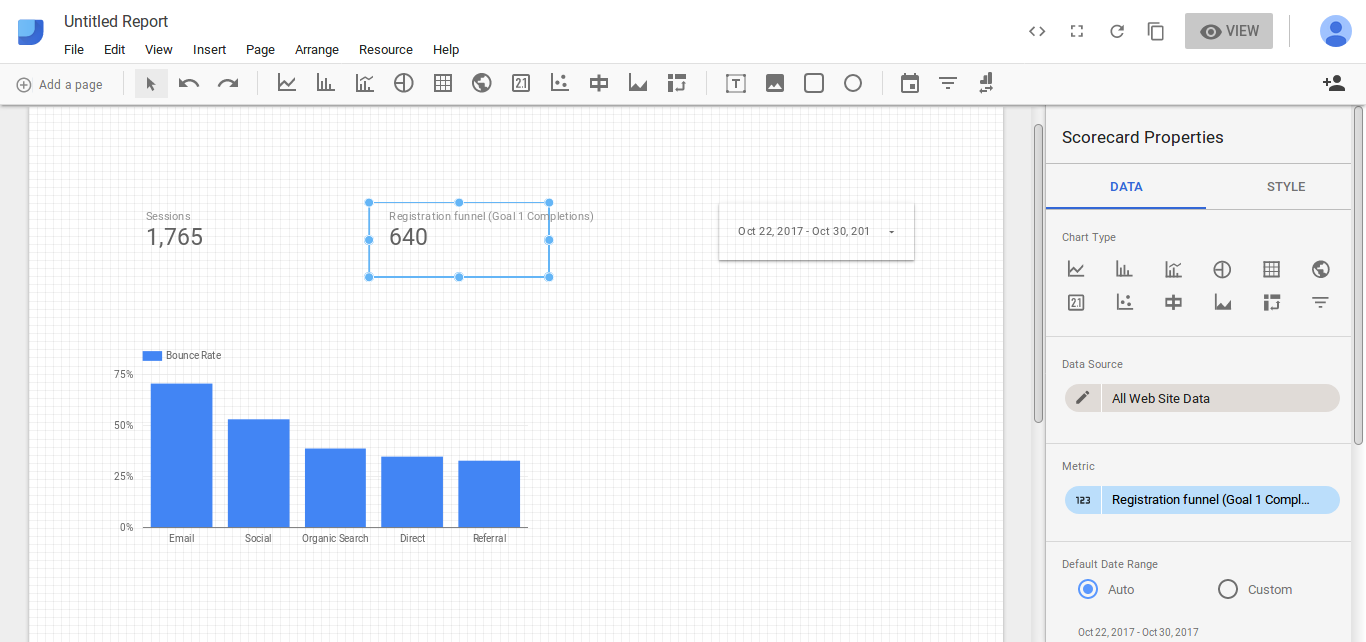 Untitled Report
File Edit View Insert Page Arrange Resource Help
VIEW
Add a page
21
T
Sessions
1,765
Registration funnel (Goal 1 Completions)
640
Oct 22, 2017 - Oct 30, 201
Bounce Rate
75%
50%
25%
0%
Email Social Organic Search Direct Referral
Scorecard Properties
DATA STYLE
Chart Type
21
Data Source
All Web Site Data
Metric
123 Registration funnel (Goal 1 Compl...
Default Date Range
Auto Custom
Oct 22, 2017 - Oct 30, 2017